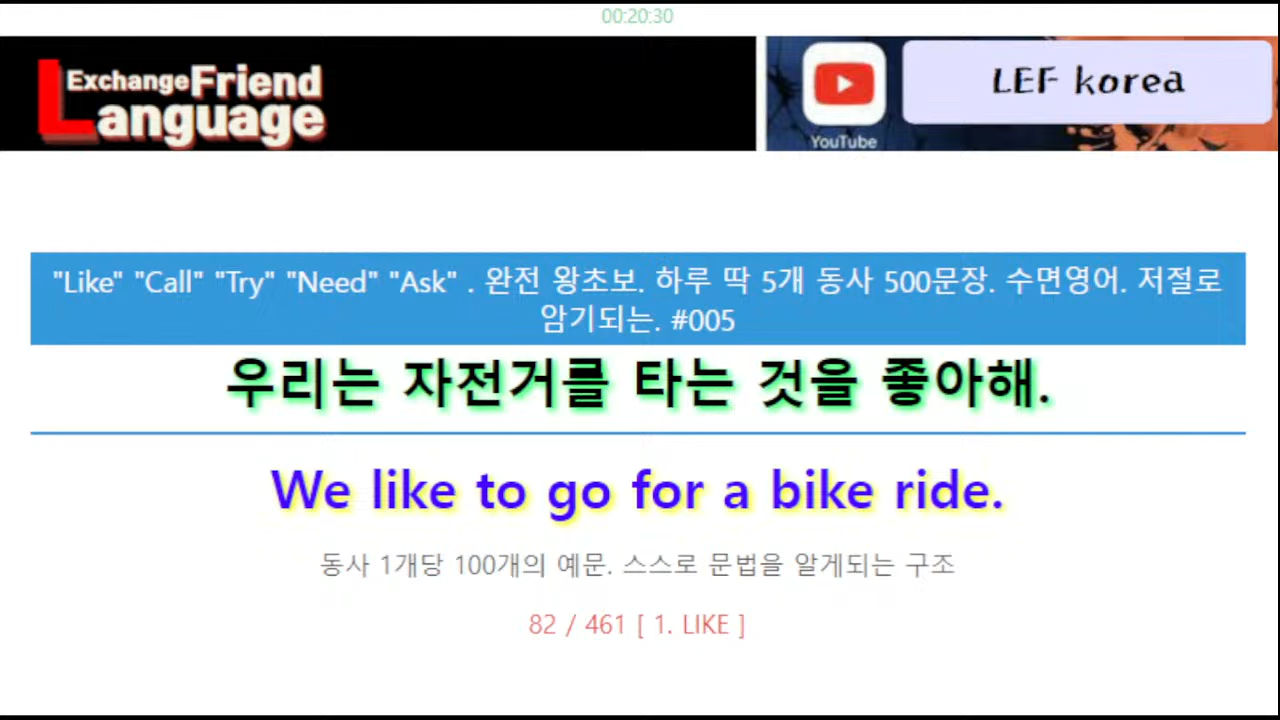 00:20:30
ExchangeFriend
Language
LEF korea
YouTube
"Like" "Call" "Try" "Need" "Ask" . 완전 왕초보. 하루 딱 5개 동사 500문장. 수면영어. 저절로
암기되는. #005
우리는 자전거를 타는 것을 좋아해.
We like to go for a bike ride.
동사 1개당 100개의 예문. 스스로 문법을 알게되는 구조
82 / 461 [ 1. LIKE ]